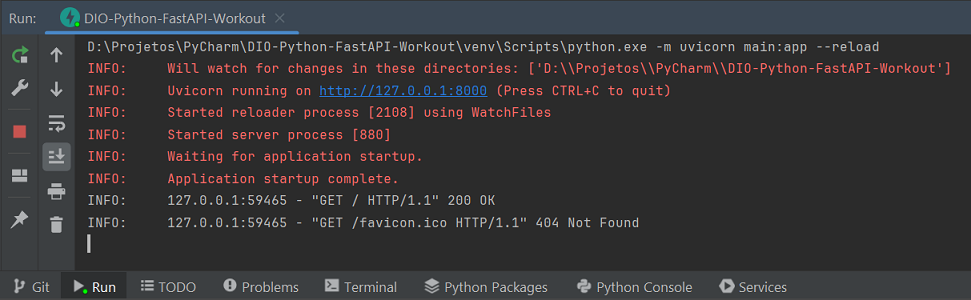 Run: DIO-Python-FastAPI-Workout
D:\Projetos\PyCharm\DIO-Python-FastAPI-Workout\venv\Scripts\python.exe -m uvicorn main:app --reload
INFO:     Will watch for changes in these directories: ['D:\\Projetos\\PyCharm\\DIO-Python-FastAPI-Workout']
INFO:     Uvicorn running on http://127.0.0.1:8000 (Press CTRL+C to quit)
INFO:     Started reloader process [2108] using WatchFiles
INFO:     Started server process [880]
INFO:     Waiting for application startup.
INFO:     Application startup complete.
INFO:     127.0.0.1:59465 - "GET / HTTP/1.1" 200 OK
INFO:     127.0.0.1:59465 - "GET /favicon.ico HTTP/1.1" 404 Not Found
Git Run TODO Problems Terminal Python Packages Python Console Services